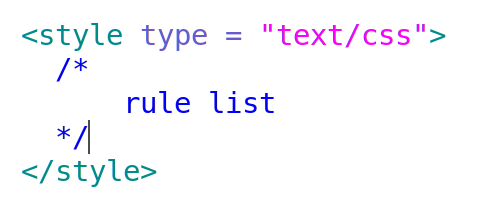 <style type = "text/css">
  /*
      rule list
  */
</style>